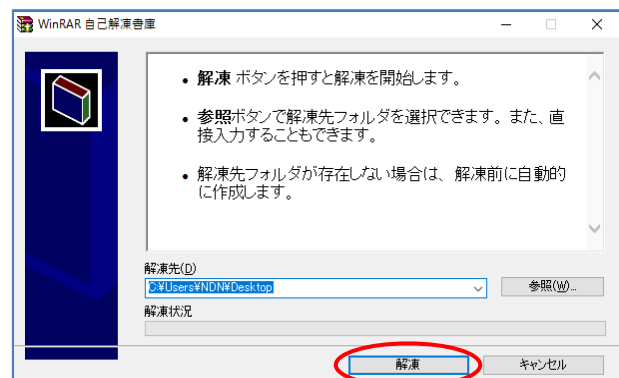 WinRAR 自己解凍書庫
• 解凍 ボタンを押すと解凍を開始します。
• 参照ボタンで解凍先フォルダを選択できます。また、直
接入力することもできます。
• 解凍先フォルダが存在しない場合は、解凍前に自動的
に作成します。
解凍先(D)
C:¥Users¥NDN¥Desktop
参照(W)...
解凍状況
解凍
キャンセル